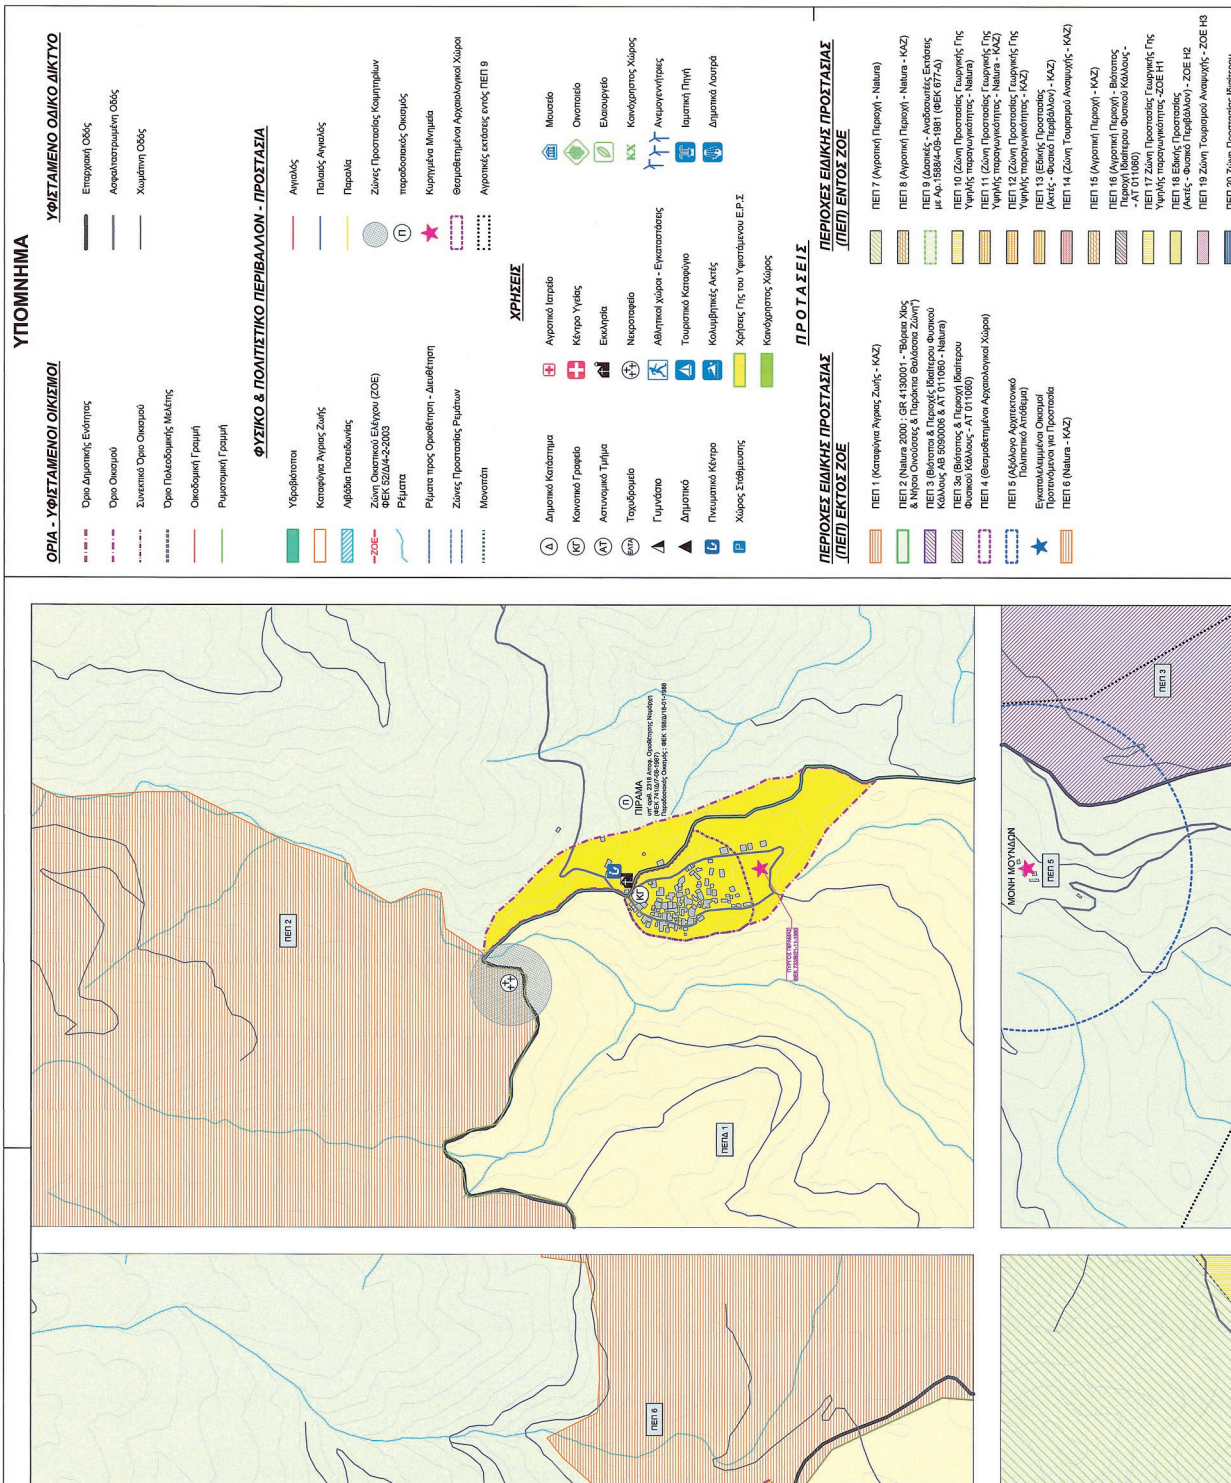 ΥΠΟΜΝΗΜΑ
ΟΡΙΑ - ΥΦΙΣΤΑΜΕΝΟΙ ΟΙΚΙΣΜΟΙ
Όριο Δημοτικής Ενότητας
Όριο Οικισμού
Συνεκτικό Όριο Οικισμού
Όριο Πολεοδομικής Μελέτης
Οικοδομική Γραμμή
Ρυμοτομική Γραμμή
ΥΦΙΣΤΑΜΕΝΟ ΟΔΙΚΟ ΔΙΚΤΥΟ
Επαρχιακή Οδός
Ασφαλτοστρωμένη Οδός
Χωμάτινη Οδός
ΦΥΣΙΚΟ & ΠΟΛΙΤΙΣΤΙΚΟ ΠΕΡΙΒΑΛΛΟΝ - ΠΡΟΣΤΑΣΙΑ
Υδροβιότοποι
Καταφύγια Άγριας Ζωής
Λιβάδια Ποσειδωνίας
ΖΟΕ
Ζώνη Οικιστικού Ελέγχου (ΖΟΕ)
ΦΕΚ 52/Δ/4-2-2003
Ρέματα
Ρέματα προς Οριοθέτηση - Διευθέτηση
Ζώνες Προστασίας Ρεμάτων
Μονοπάτι
Αιγιαλός
Παλαιός Αιγιαλός
Παραλία
Ζώνες Προστασίας Κοιμητηρίων
Π
παραδοσιακός Οικισμός
Κυρηγμένα Μνημεία
Θεσμοθετημένοι Αρχαιολογικοί Χώροι
Αγροτικές εκτάσεις εντός ΠΕΠ 9
ΧΡΗΣΕΙΣ
Δ
Δημοτικό Κατάστημα
ΚΓ
Κοινοτικό Γραφείο
ΑΤ
Αστυνομικό Τμήμα
ΕΛΤΑ
Ταχυδρομείο
Γυμνάσιο
Δημοτικό
Πνευματικό Κέντρο
P
Χώρος Στάθμευσης
Αγροτικό Ιατρείο
Κέντρο Υγείας
Εκκλησία
Νεκροταφείο
Αθλητικοί χώροι - Εγκαταστάσεις
Τουριστικό Καταφύγιο
Κολυμβητικές Ακτές
Χρήσεις Γης του Υφιστάμενου Ε.Ρ.Σ
Κοινόχρηστος Χώρος
Μουσείο
Οινοποιείο
Ελαιουργείο
ΚΧ
Κοινόχρηστος Χώρος
Ανεμογεννήτριες
Ιαματική Πηγή
Δημοτικά Λουτρά
ΠΡΟΤΑΣΕΙΣ
ΠΕΡΙΟΧΕΣ ΕΙΔΙΚΗΣ ΠΡΟΣΤΑΣΙΑΣ
(ΠΕΠ) ΕΚΤΟΣ ΖΟΕ
ΠΕΠ 1 (Καταφύγια Άγριας Ζωής - ΚΑΖ)
ΠΕΠ 2 (Natura 2000 : GR 4130001 - "Βόρεια Χίος
& Νήσοι Οινούσσες & Παράκτια Θαλάσσια Ζώνη")
ΠΕΠ 3 (Βιότοποι & Περιοχές Ιδιαίτερου Φυσικού
Κάλλους ΑΒ 5090006 & ΑΤ 011060 - Natura)
ΠΕΠ 3α (Βιότοπος & Περιοχή Ιδιαίτερου
Φυσικού Κάλλους - ΑΤ 011060)
ΠΕΠ 4 (Θεσμοθετημένοι Αρχαιολογικοί Χώροι)
ΠΕΠ 5 (Αξιόλογο Αρχιτεκτονικό
Πολιτιστικό Απόθεμα)
Εγκαταλελειμμένοι Οικισμοί
Προτεινόμενοι για Προστασία
ΠΕΠ 6 (Natura - ΚΑΖ)
ΠΕΡΙΟΧΕΣ ΕΙΔΙΚΗΣ ΠΡΟΣΤΑΣΙΑΣ
(ΠΕΠ) ΕΝΤΟΣ ΖΟΕ
ΠΕΠ 7 (Αγροτική Περιοχή - Natura)
ΠΕΠ 8 (Αγροτική Περιοχή - Natura - ΚΑΖ)
ΠΕΠ 9 (Δασικές - Αναδασωτέες Εκτάσεις
με Αρ.1588/4-09-1981 (ΦΕΚ 677-Δ)
ΠΕΠ 10 (Ζώνη Προστασίας Γεωργικής Γης
Υψηλής παραγωγικότητας - Natura)
ΠΕΠ 11 (Ζώνη Προστασίας Γεωργικής Γης
Υψηλής παραγωγικότητας - Natura - ΚΑΖ)
ΠΕΠ 12 (Ζώνη Προστασίας Γεωργικής Γης
Υψηλής παραγωγικότητας - ΚΑΖ)
ΠΕΠ 13 (Ειδικής Προστασίας
(Ακτές - Φυσικό Περιβάλλον) - ΚΑΖ)
ΠΕΠ 14 (Ζώνη Τουρισμού Αναψυχής - ΚΑΖ)
ΠΕΠ 15 (Αγροτική Περιοχή - ΚΑΖ)
ΠΕΠ 16 (Αγροτική Περιοχή - Βιότοπος
Περιοχή Ιδιαίτερου Φυσικού Κάλλους -
- ΑΤ 011060)
ΠΕΠ 17 Ζώνη Προστασίας Γεωργικής Γης
Υψηλής παραγωγικότητας -ΖΟΕ Η1
ΠΕΠ 18 Ειδικής Προστασίας
(Ακτές - Φυσικό Περιβάλλον) - ΖΟΕ Η2
ΠΕΠ 19 Ζώνη Τουρισμού Αναψυχής - ΖΟΕ Η3
ΠΕΠ 20 Ζώνη Προστασίας
ΠΕΠ 2
Π
ΠΙΡΑΜΑ
ΚΓ
ΠΥΡΓΟΣ ΠΙΡΑΜΑΣ
ΠΕΠΔ 1
ΠΕΠ 6
ΠΕΠ 3
ΜΟΝΗ ΜΟΥΝΔΩΝ
ΠΕΠ 5